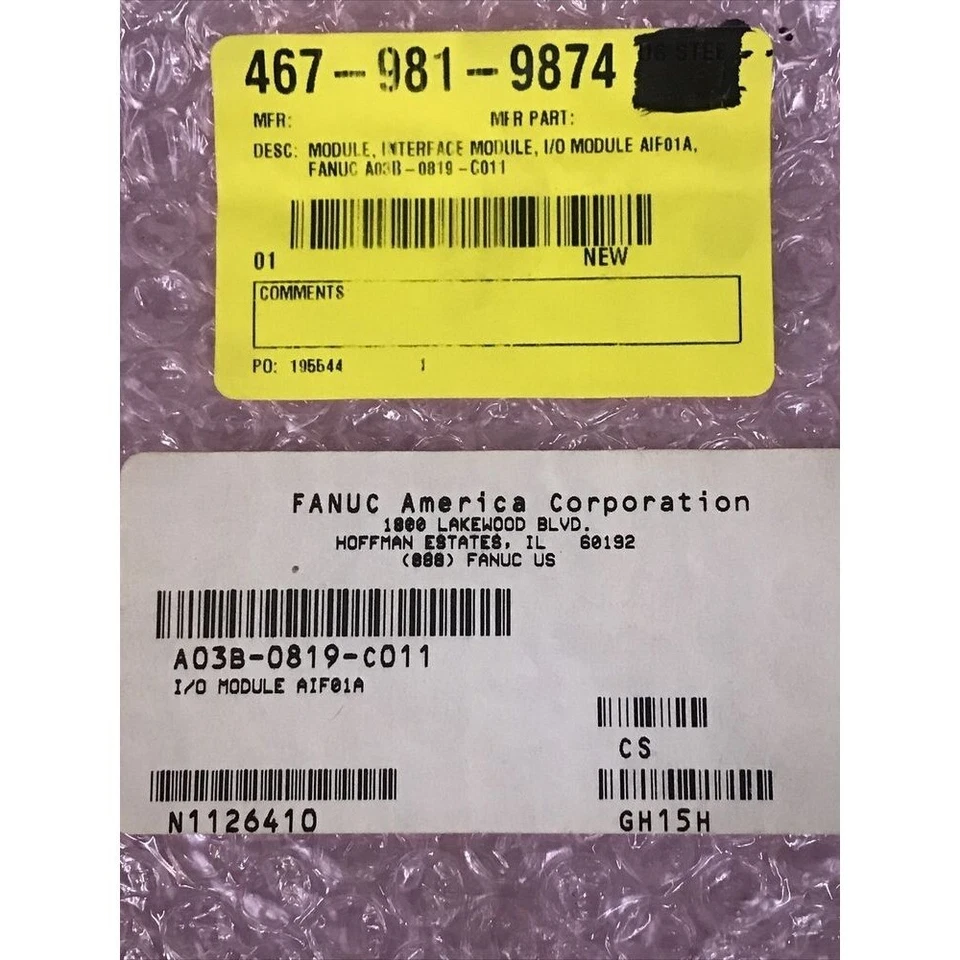 467-981-9874
MFR: MFR PART:
DESC: MODULE, INTERFACE MODULE, I/O MODULE AIF01A,
FANUC A03B-0819-C011
01 NEW
COMMENTS
PO: 195644 1
FANUC America Corporation
1800 LAKEWOOD BLVD.
HOFFMAN ESTATES, IL 60192
(888) FANUC US
A03B-0819-C011
I/O MODULE AIF01A
CS
N1126410 GH15H